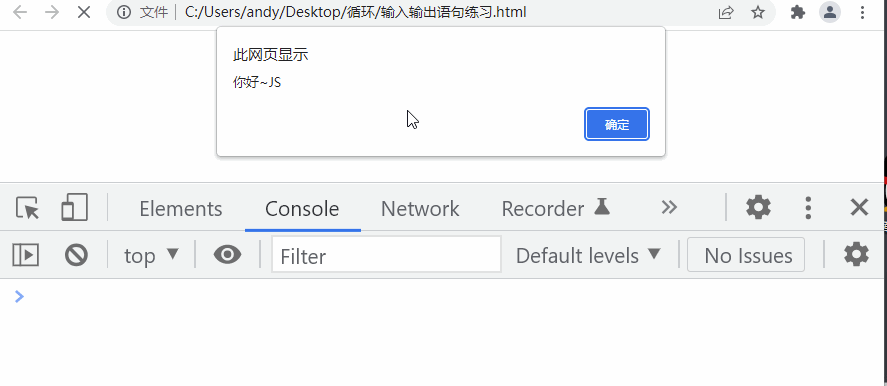 文件 C:/Users/andy/Desktop/循环/输入输出语句练习.html
此网页显示
你好~JS
确定
Elements Console Network Recorder
top Filter Default levels No Issues